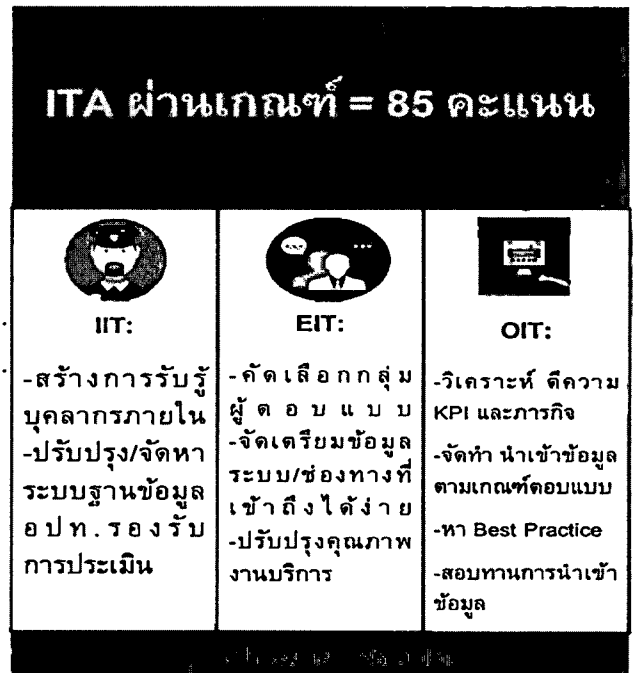 ITA ผ่านเกณฑ์ = 85 คะแนน
IIT:
-สร้างการรับรู้
บุคลากรภายใน
-ปรับปรุง/จัดหา
ระบบฐานข้อมูล
อปท.รองรับ
การประเมิน
EIT:
-คัดเลือกกลุ่ม
ผู้ตอบแบบ
-จัดเตรียมข้อมูล
ระบบ/ช่องทางที่
เข้าถึงได้ง่าย
-ปรับปรุงคุณภาพ
งานบริการ
OIT:
-วิเคราะห์ ตีความ
KPI และภารกิจ
-จัดทำ นำเข้าข้อมูล
ตามเกณฑ์ตอบแบบ
-หา Best Practice
-สอบทานการนำเข้า
ข้อมูล